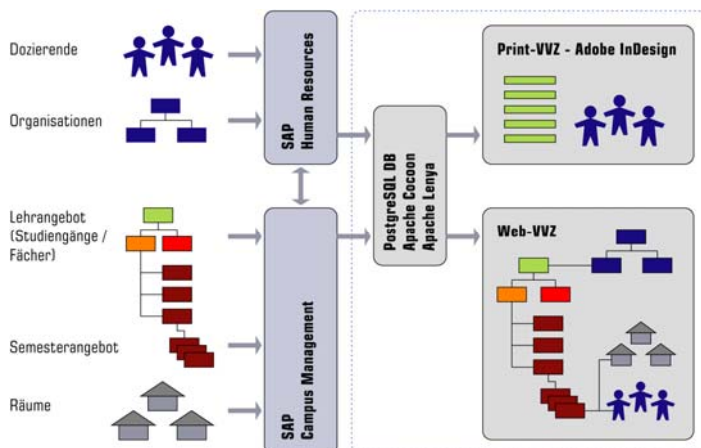 Dozierende
Organisationen
Lehrangebot
(Studiengänge /
Fächer)
Semesterangebot
Räume
SAP
Human Resources
SAP
Campus Management
PostgreSQL DB
Apache Cocoon
Apache Lenya
Print-VVZ - Adobe InDesign
Web-VVZ